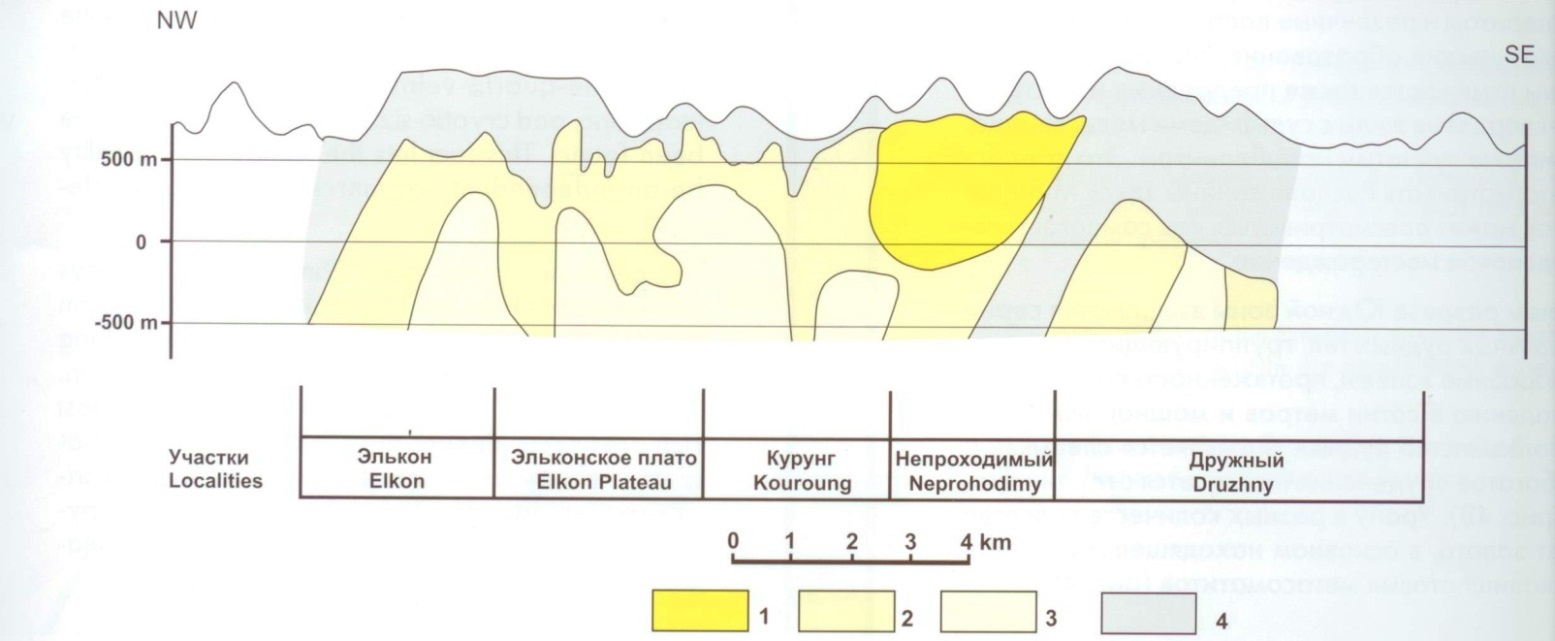 NW
SE
500 m
0
-500 m
Участки
Localities
Элькон
Elkon
Эльконское плато
Elkon Plateau
Курунг
Kouroung
Непроходимый
Neprohodimy
Дружный
Druzhny
0 1 2 3 4 km
1 2 3 4